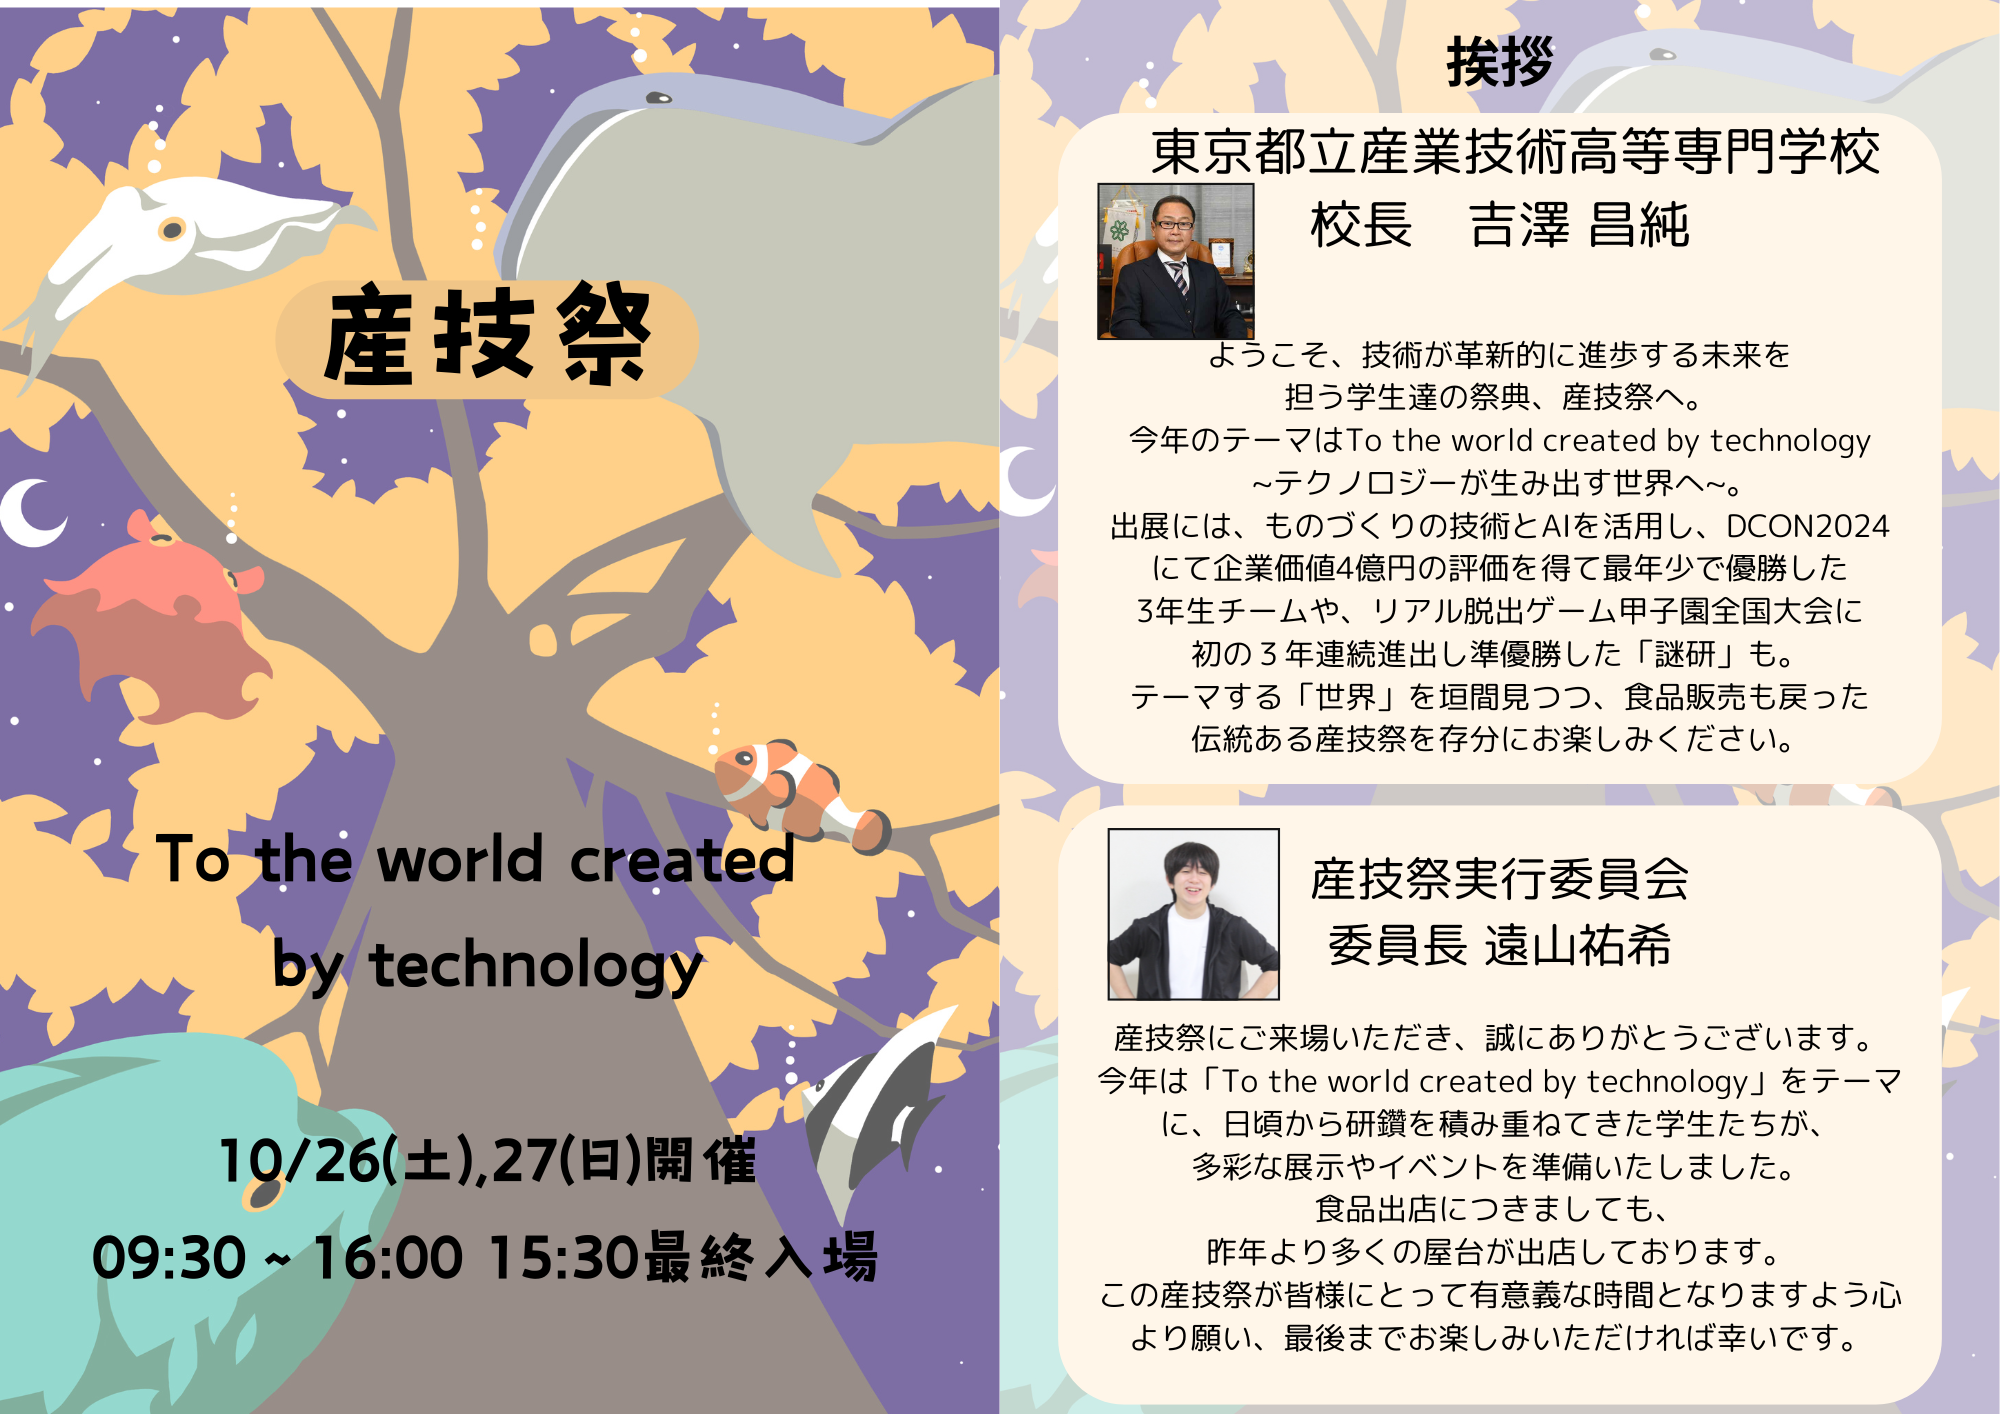 産技祭
To the world created
by technology
10/26(土),27(日)開催
09:30 ~ 16:00 15:30最終入場
挨拶
東京都立産業技術高等専門学校
校長　吉澤 昌純
ようこそ、技術が革新的に進歩する未来を
担う学生達の祭典、産技祭へ。
今年のテーマはTo the world created by technology
~テクノロジーが生み出す世界へ~。
出展には、ものづくりの技術とAIを活用し、DCON2024
にて企業価値4億円の評価を得て最年少で優勝した
3年生チームや、リアル脱出ゲーム甲子園全国大会に
初の３年連続進出し準優勝した「謎研」も。
テーマする「世界」を垣間見つつ、食品販売も戻った
伝統ある産技祭を存分にお楽しみください。
産技祭実行委員会
委員長 遠山祐希
産技祭にご来場いただき、誠にありがとうございます。
今年は「To the world created by technology」をテーマ
に、日頃から研鑽を積み重ねてきた学生たちが、
多彩な展示やイベントを準備いたしました。
食品出店につきましても、
昨年より多くの屋台が出店しております。
この産技祭が皆様にとって有意義な時間となりますよう心
より願い、最後までお楽しみいただければ幸いです。